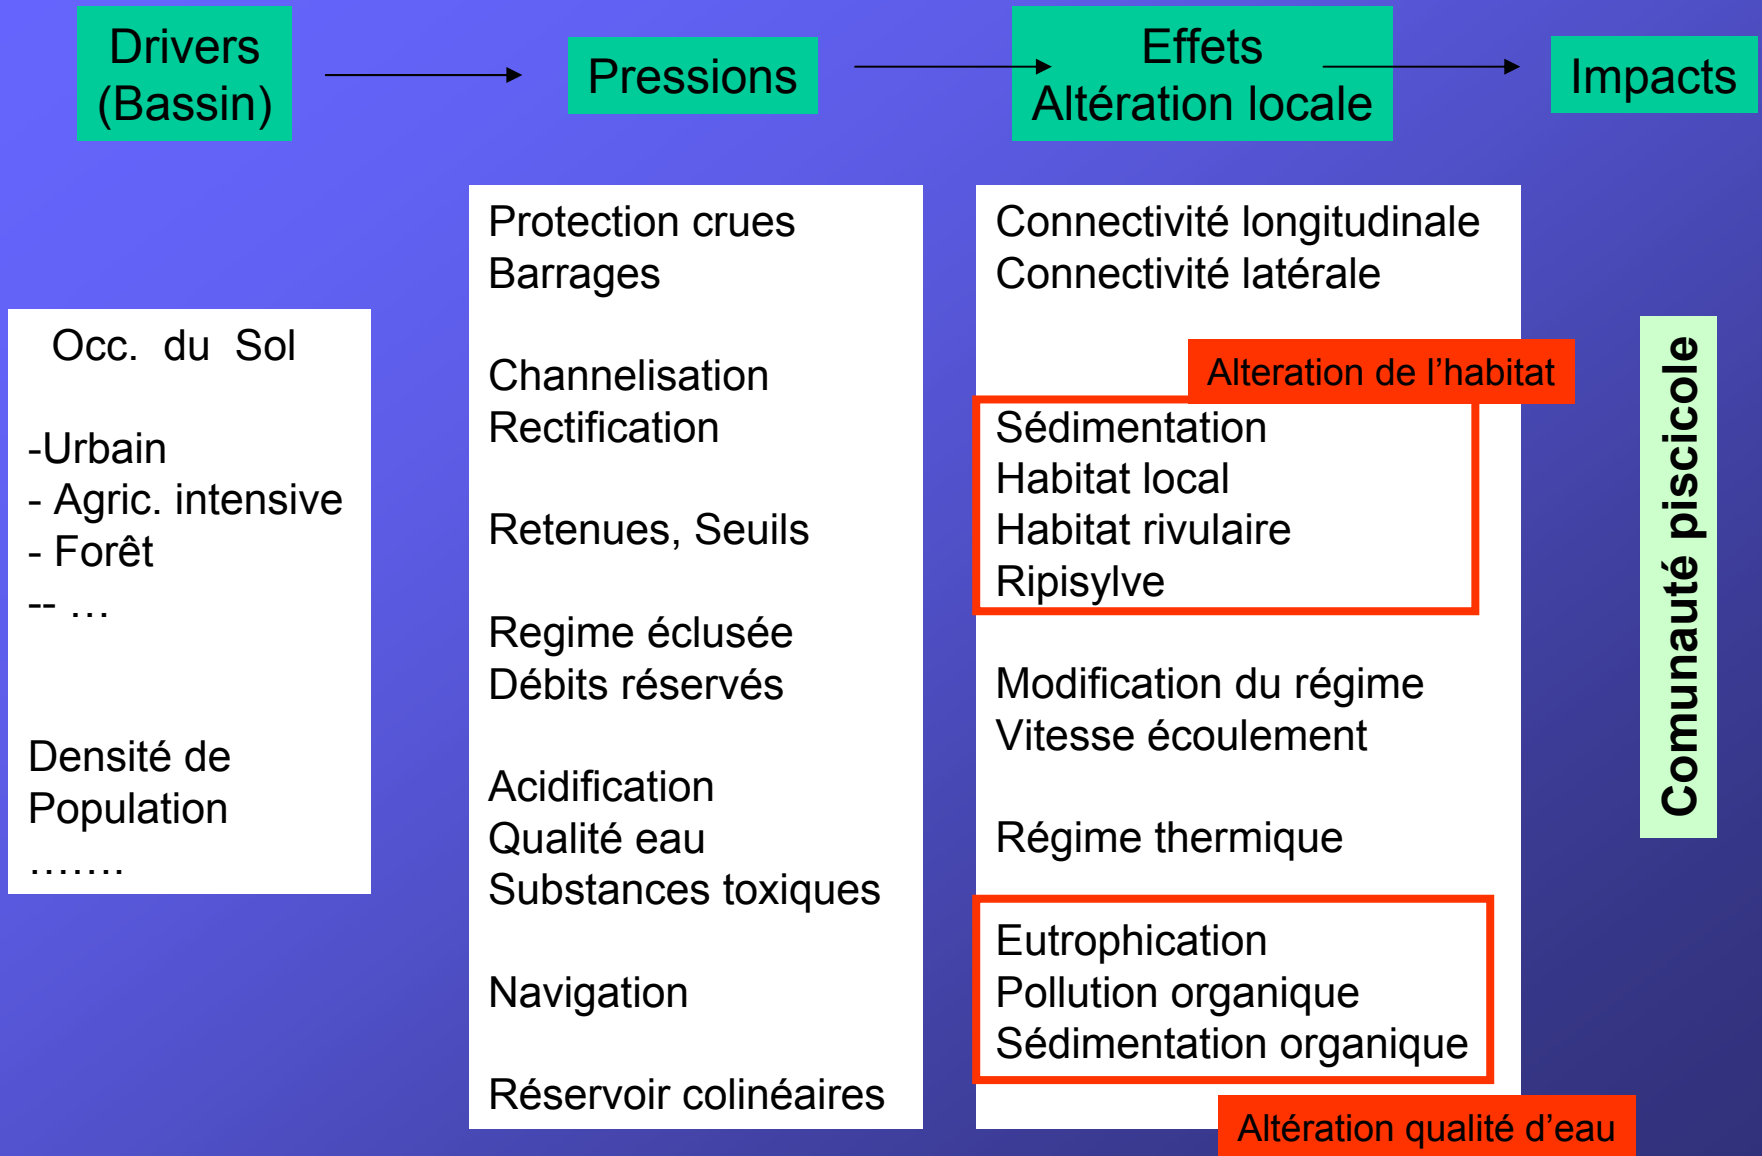 Drivers
(Bassin)
Pressions
Effets
Altération locale
Impacts
Occ. du Sol
-Urbain
- Agric. intensive
- Forêt
-- …
Densité de
Population
…….
Protection crues
Barrages
Channelisation
Rectification
Retenues, Seuils
Regime éclusée
Débits réservés
Acidification
Qualité eau
Substances toxiques
Navigation
Réservoir colinéaires
Connectivité longitudinale
Connectivité latérale
Alteration de l’habitat
Sédimentation
Habitat local
Habitat rivulaire
Ripisylve
Modification du régime
Vitesse écoulement
Régime thermique
Eutrophication
Pollution organique
Sédimentation organique
Altération qualité d’eau
Comunauté piscicole